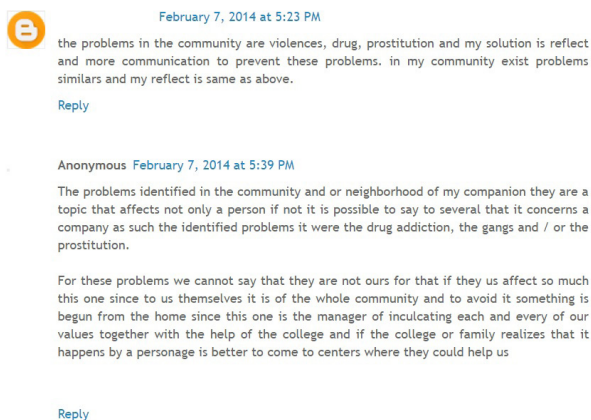 February 7, 2014 at 5:23 PM
the problems in the community are violences, drug, prostitution and my solution is reflect
and more communication to prevent these problems. in my community exist problems
similars and my reflect is same as above.
Reply
Anonymous February 7, 2014 at 5:39 PM
The problems identified in the community and or neighborhood of my companion they are a
topic that affects not only a person if not it is possible to say to several that it concerns a
company as such the identified problems it were the drug addiction, the gangs and / or the
prostitution.
For these problems we cannot say that they are not ours for that if they us affect so much
this one since to us themselves it is of the whole community and to avoid it something is
begun from the home since this one is the manager of inculcating each and every of our
values together with the help of the college and if the college or family realizes that it
happens by a personage is better to come to centers where they could help us
Reply